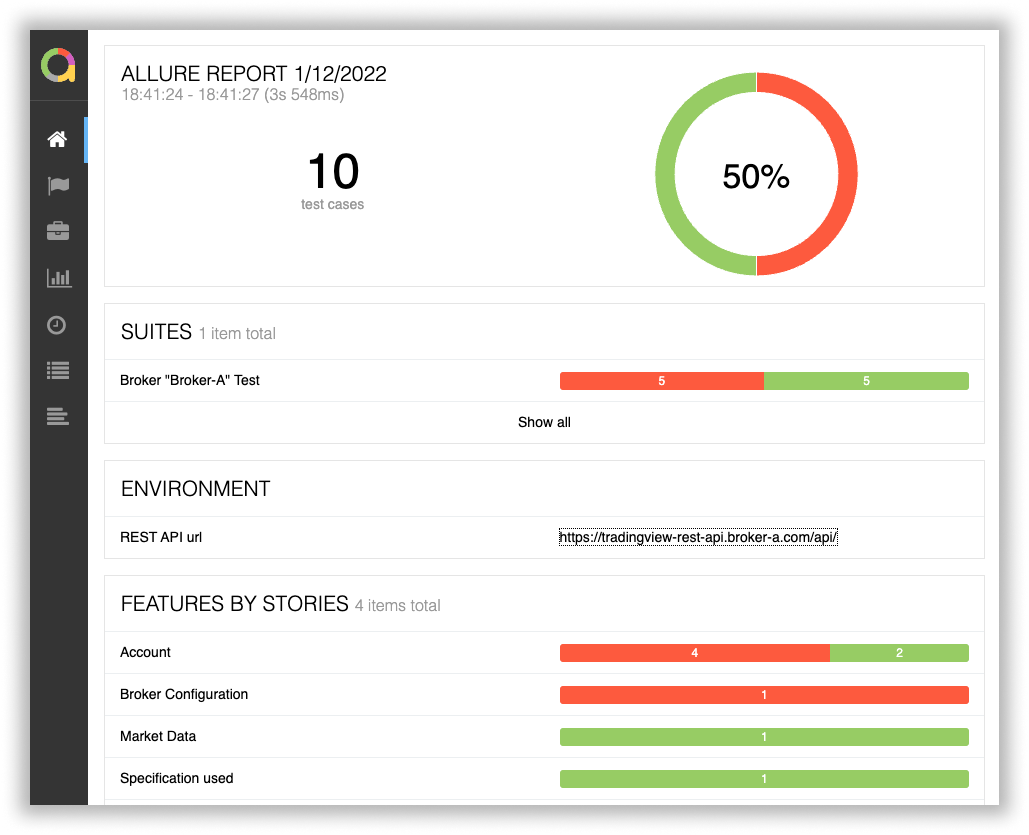 ALLURE REPORT 1/12/2022
18:41:24 - 18:41:27 (3s 548ms)
10
test cases
50%
SUITES 1 item total
Broker "Broker-A" Test 5 5
Show all
ENVIRONMENT
REST API url https://tradingview-rest-api.broker-a.com/api/
FEATURES BY STORIES 4 items total
Account 4 2
Broker Configuration 1
Market Data 1
Specification used 1